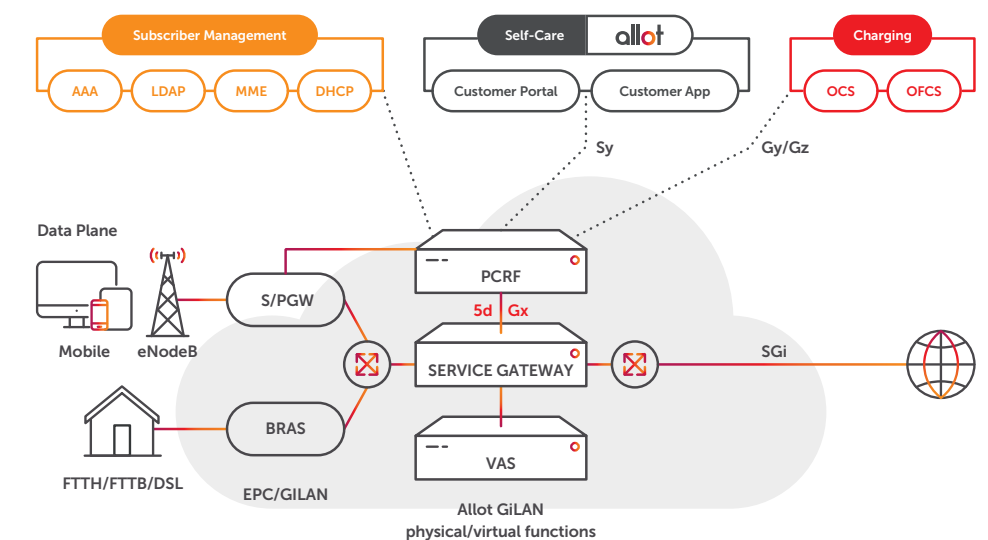 Subscriber Management
Self-Care
allot
Charging
AAA
LDAP
MME
DHCP
Customer Portal
Customer App
OCS
OFCS
Sy
Gy/Gz
Data Plane
PCRF
S/PGW
5d
Gx
Mobile
eNodeB
SERVICE GATEWAY
SGi
BRAS
VAS
FTTH/FTTB/DSL
EPC/GILAN
Allot GiLAN
physical/virtual functions